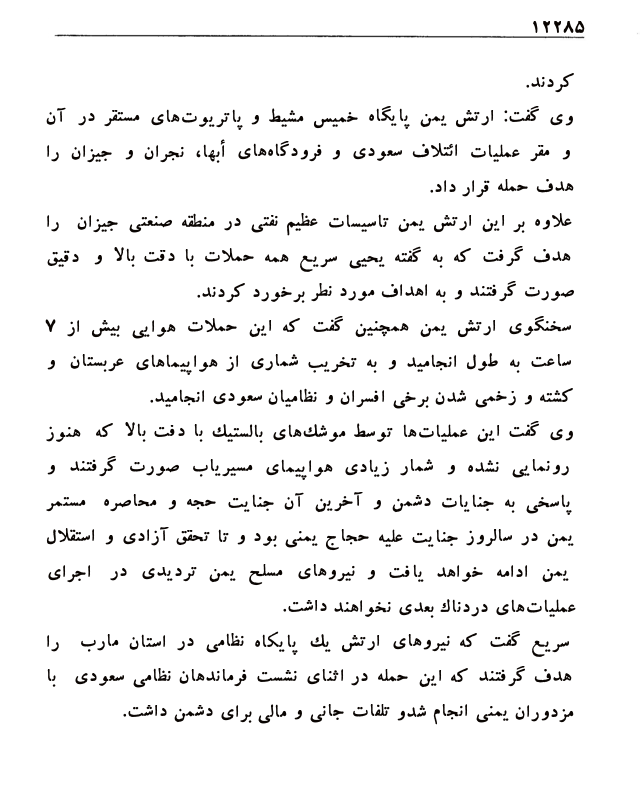 ۱۲۲۸۵
کردند.
وی گفت: ارتش یمن پایگاه خمیس مشیط و پاتریوت‌های مستقر در آن
و مقر عملیات ائتلاف سعودی و فرودگاه‌های أبها، نجران و جیزان را
هدف حمله قرار داد.
علاوه بر این ارتش یمن تاسیسات عظیم نفتی در منطقه صنعتی جیزان را
هدف گرفت که به گفته یحیی سریع همه حملات با دقت بالا و دقیق
صورت گرفتند و به اهداف مورد نظر برخورد کردند.
سخنگوی ارتش یمن همچنین گفت که این حملات هوایی بیش از ۷
ساعت به طول انجامید و به تخریب شماری از هواپیماهای عربستان و
کشته و زخمی شدن برخی افسران و نظامیان سعودی انجامید.
وی گفت این عملیات‌ها توسط موشك‌های بالستیك با دفت بالا که هنوز
رونمایی نشده و شمار زیادی هواپیمای مسیریاب صورت گرفتند و
پاسخی به جنایات دشمن و آخرین آن جنایت حجه و محاصره مستمر
یمن در سالروز جنایت علیه حجاج یمنی بود و تا تحقق آزادی و استقلال
یمن ادامه خواهد یافت و نیروهای مسلح یمن تردیدی در اجرای
عملیات‌های دردناك بعدی نخواهند داشت.
سریع گفت که نیروهای ارتش یك پایکاه نظامی در استان مارب را
هدف گرفتند که این حمله در اثنای نشست فرماندهان نظامی سعودی با
مزدوران یمنی انجام شدو تلفات جانی و مالی برای دشمن داشت.